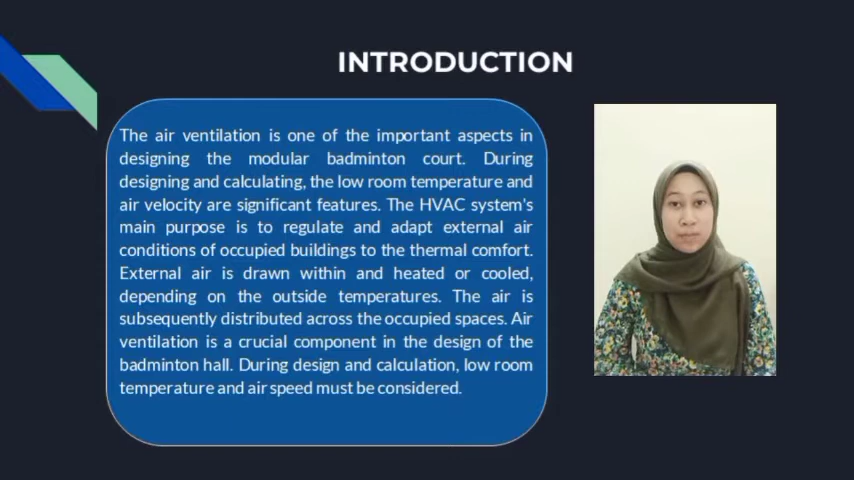 INTRODUCTION
The air ventilation is one of the important aspects in
designing the modular badminton court. During
designing and calculating, the low room temperature and
air velocity are significant features. The HVAC system's
main purpose is to regulate and adapt external air
conditions of occupied buildings to the thermal comfort.
External air is drawn within and heated or cooled,
depending on the outside temperatures. The air is
subsequently distributed across the occupied spaces. Air
ventilation is a crucial component in the design of the
badminton hall. During design and calculation, low room
temperature and air speed must be considered.